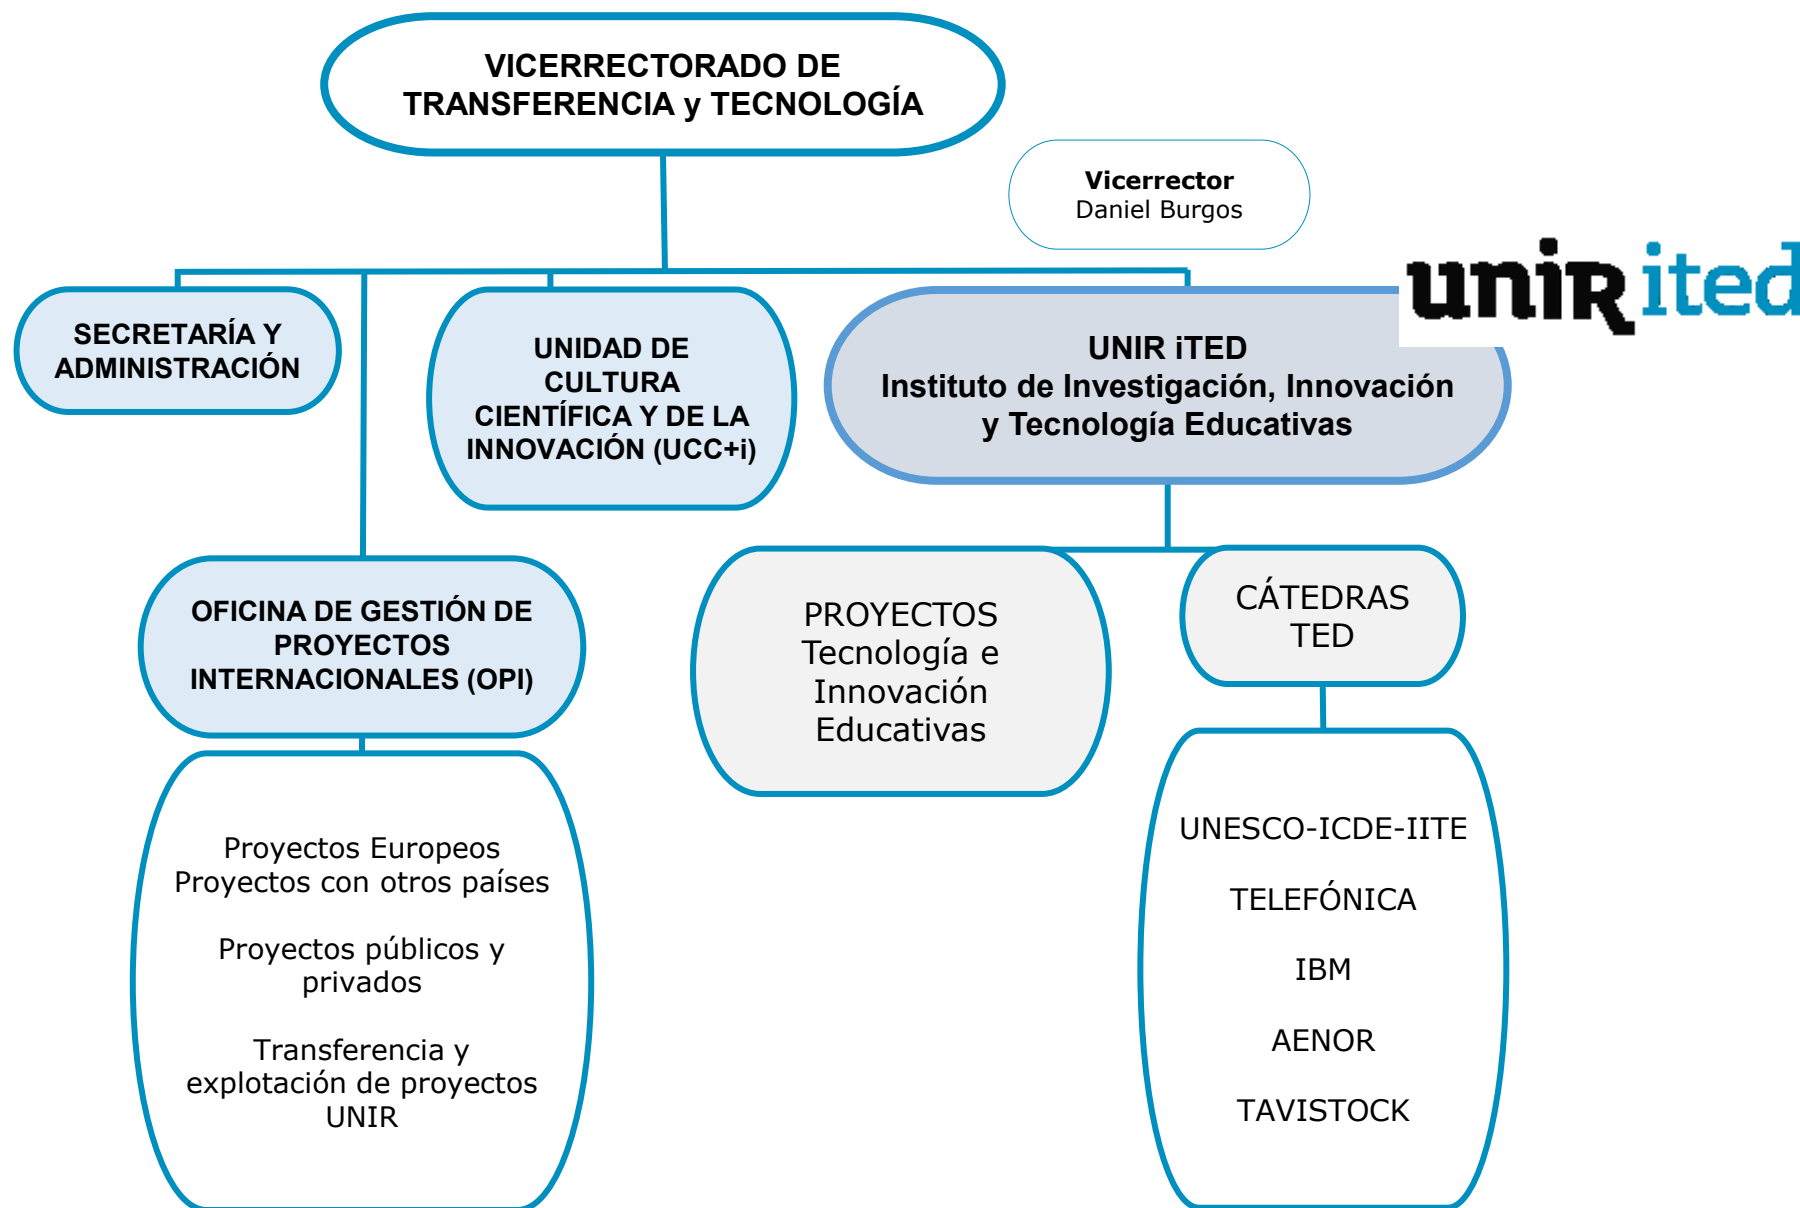 VICERRECTORADO DE
TRANSFERENCIA y TECNOLOGÍA
Vicerrector
Daniel Burgos
uniR ited
SECRETARÍA Y
ADMINISTRACIÓN
UNIDAD DE
CULTURA
CIENTÍFICA Y DE LA
INNOVACIÓN (UCC+i)
UNIR iTED
Instituto de Investigación, Innovación
y Tecnología Educativas
OFICINA DE GESTIÓN DE
PROYECTOS
INTERNACIONALES (OPI)
PROYECTOS
Tecnología e
Innovación
Educativas
CÁTEDRAS
TED
Proyectos Europeos
Proyectos con otros países
Proyectos públicos y
privados
Transferencia y
explotación de proyectos
UNIR
UNESCO-ICDE-IITE
TELEFÓNICA
IBM
AENOR
TAVISTOCK